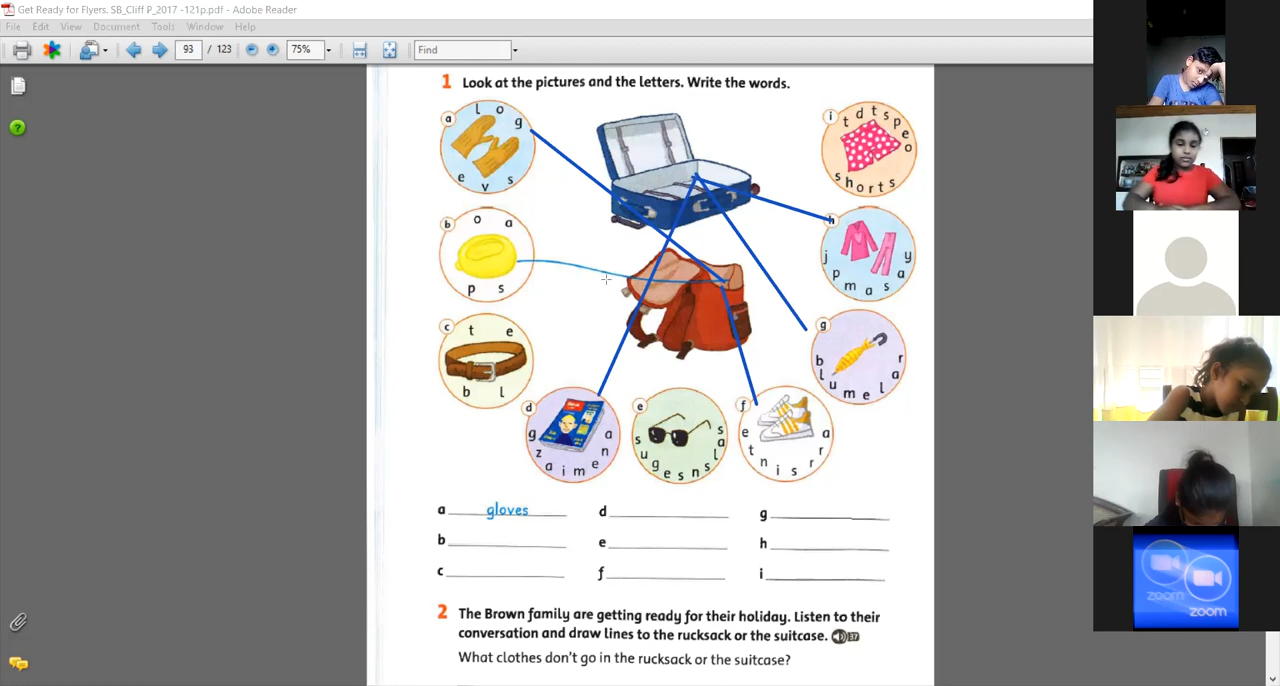 Get Ready for Flyers. SB_Cliff P_2017 -121p.pdf - Adobe Reader
File Edit View Document Tools Window Help
93 / 123 75% Find
1 Look at the pictures and the letters. Write the words.
a l o g e v s
i t d t s p e o s h o r t s
b o a p s
h j p m a s a y
c t e b l
g b l u m e l a r
d g z a i m e n a
e s u g e s n s l a s
f e t n i s r r a
a gloves d g
b e h
c f i
2 The Brown family are getting ready for their holiday. Listen to their
conversation and draw lines to the rucksack or the suitcase. 37
What clothes don't go in the rucksack or the suitcase?
zoom
zoom